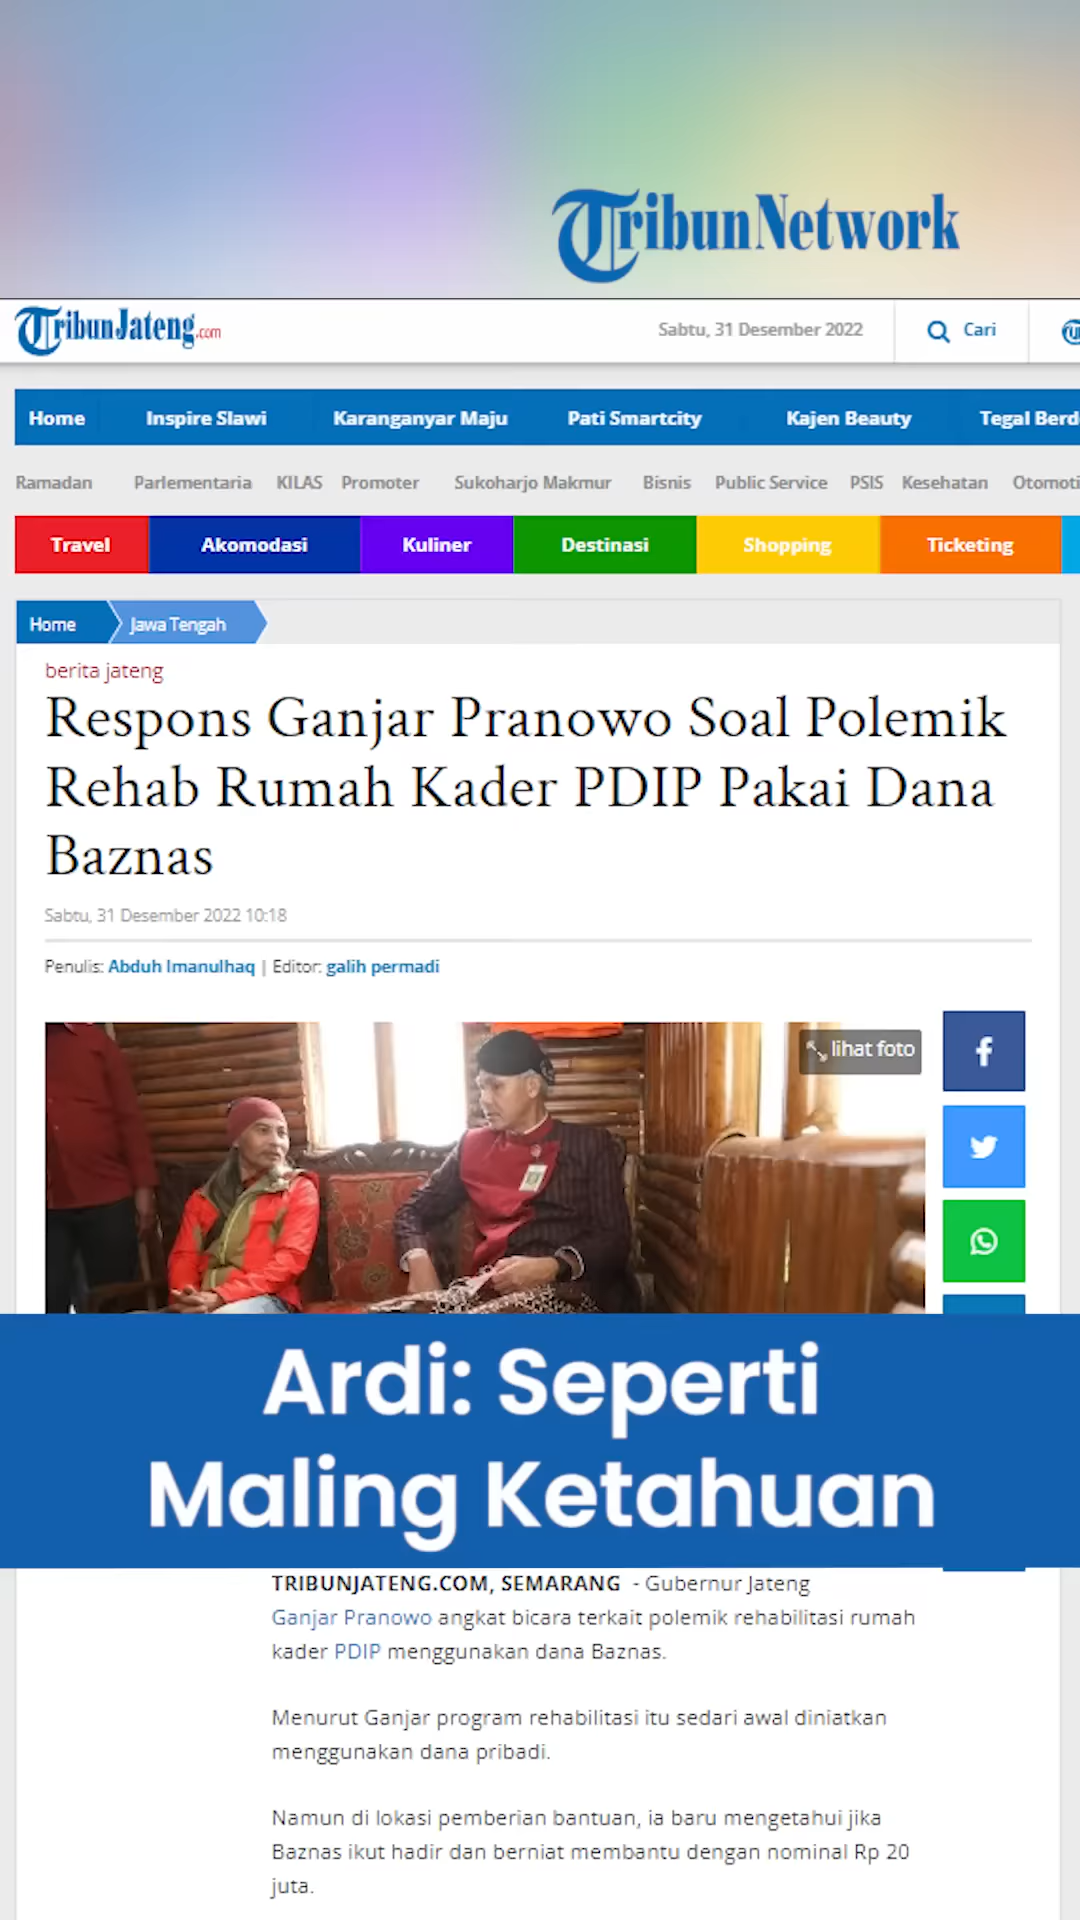 TribunNetwork
TribunJateng.com
Sabtu, 31 Desember 2022
Cari
Home Inspire Slawi Karanganyar Maju Pati Smartcity Kajen Beauty Tegal Berd
Ramadan Parlementaria KILAS Promoter Sukoharjo Makmur Bisnis Public Service PSIS Kesehatan Otomoti
Travel Akomodasi Kuliner Destinasi Shopping Ticketing
Home Jawa Tengah
berita jateng
Respons Ganjar Pranowo Soal Polemik
Rehab Rumah Kader PDIP Pakai Dana
Baznas
Sabtu, 31 Desember 2022 10:18
Penulis: Abduh Imanulhaq | Editor: galih permadi
lihat foto
Ardi: Seperti
Maling Ketahuan
TRIBUNJATENG.COM, SEMARANG - Gubernur Jateng
Ganjar Pranowo angkat bicara terkait polemik rehabilitasi rumah
kader PDIP menggunakan dana Baznas.
Menurut Ganjar program rehabilitasi itu sedari awal diniatkan
menggunakan dana pribadi.
Namun di lokasi pemberian bantuan, ia baru mengetahui jika
Baznas ikut hadir dan berniat membantu dengan nominal Rp 20
juta.